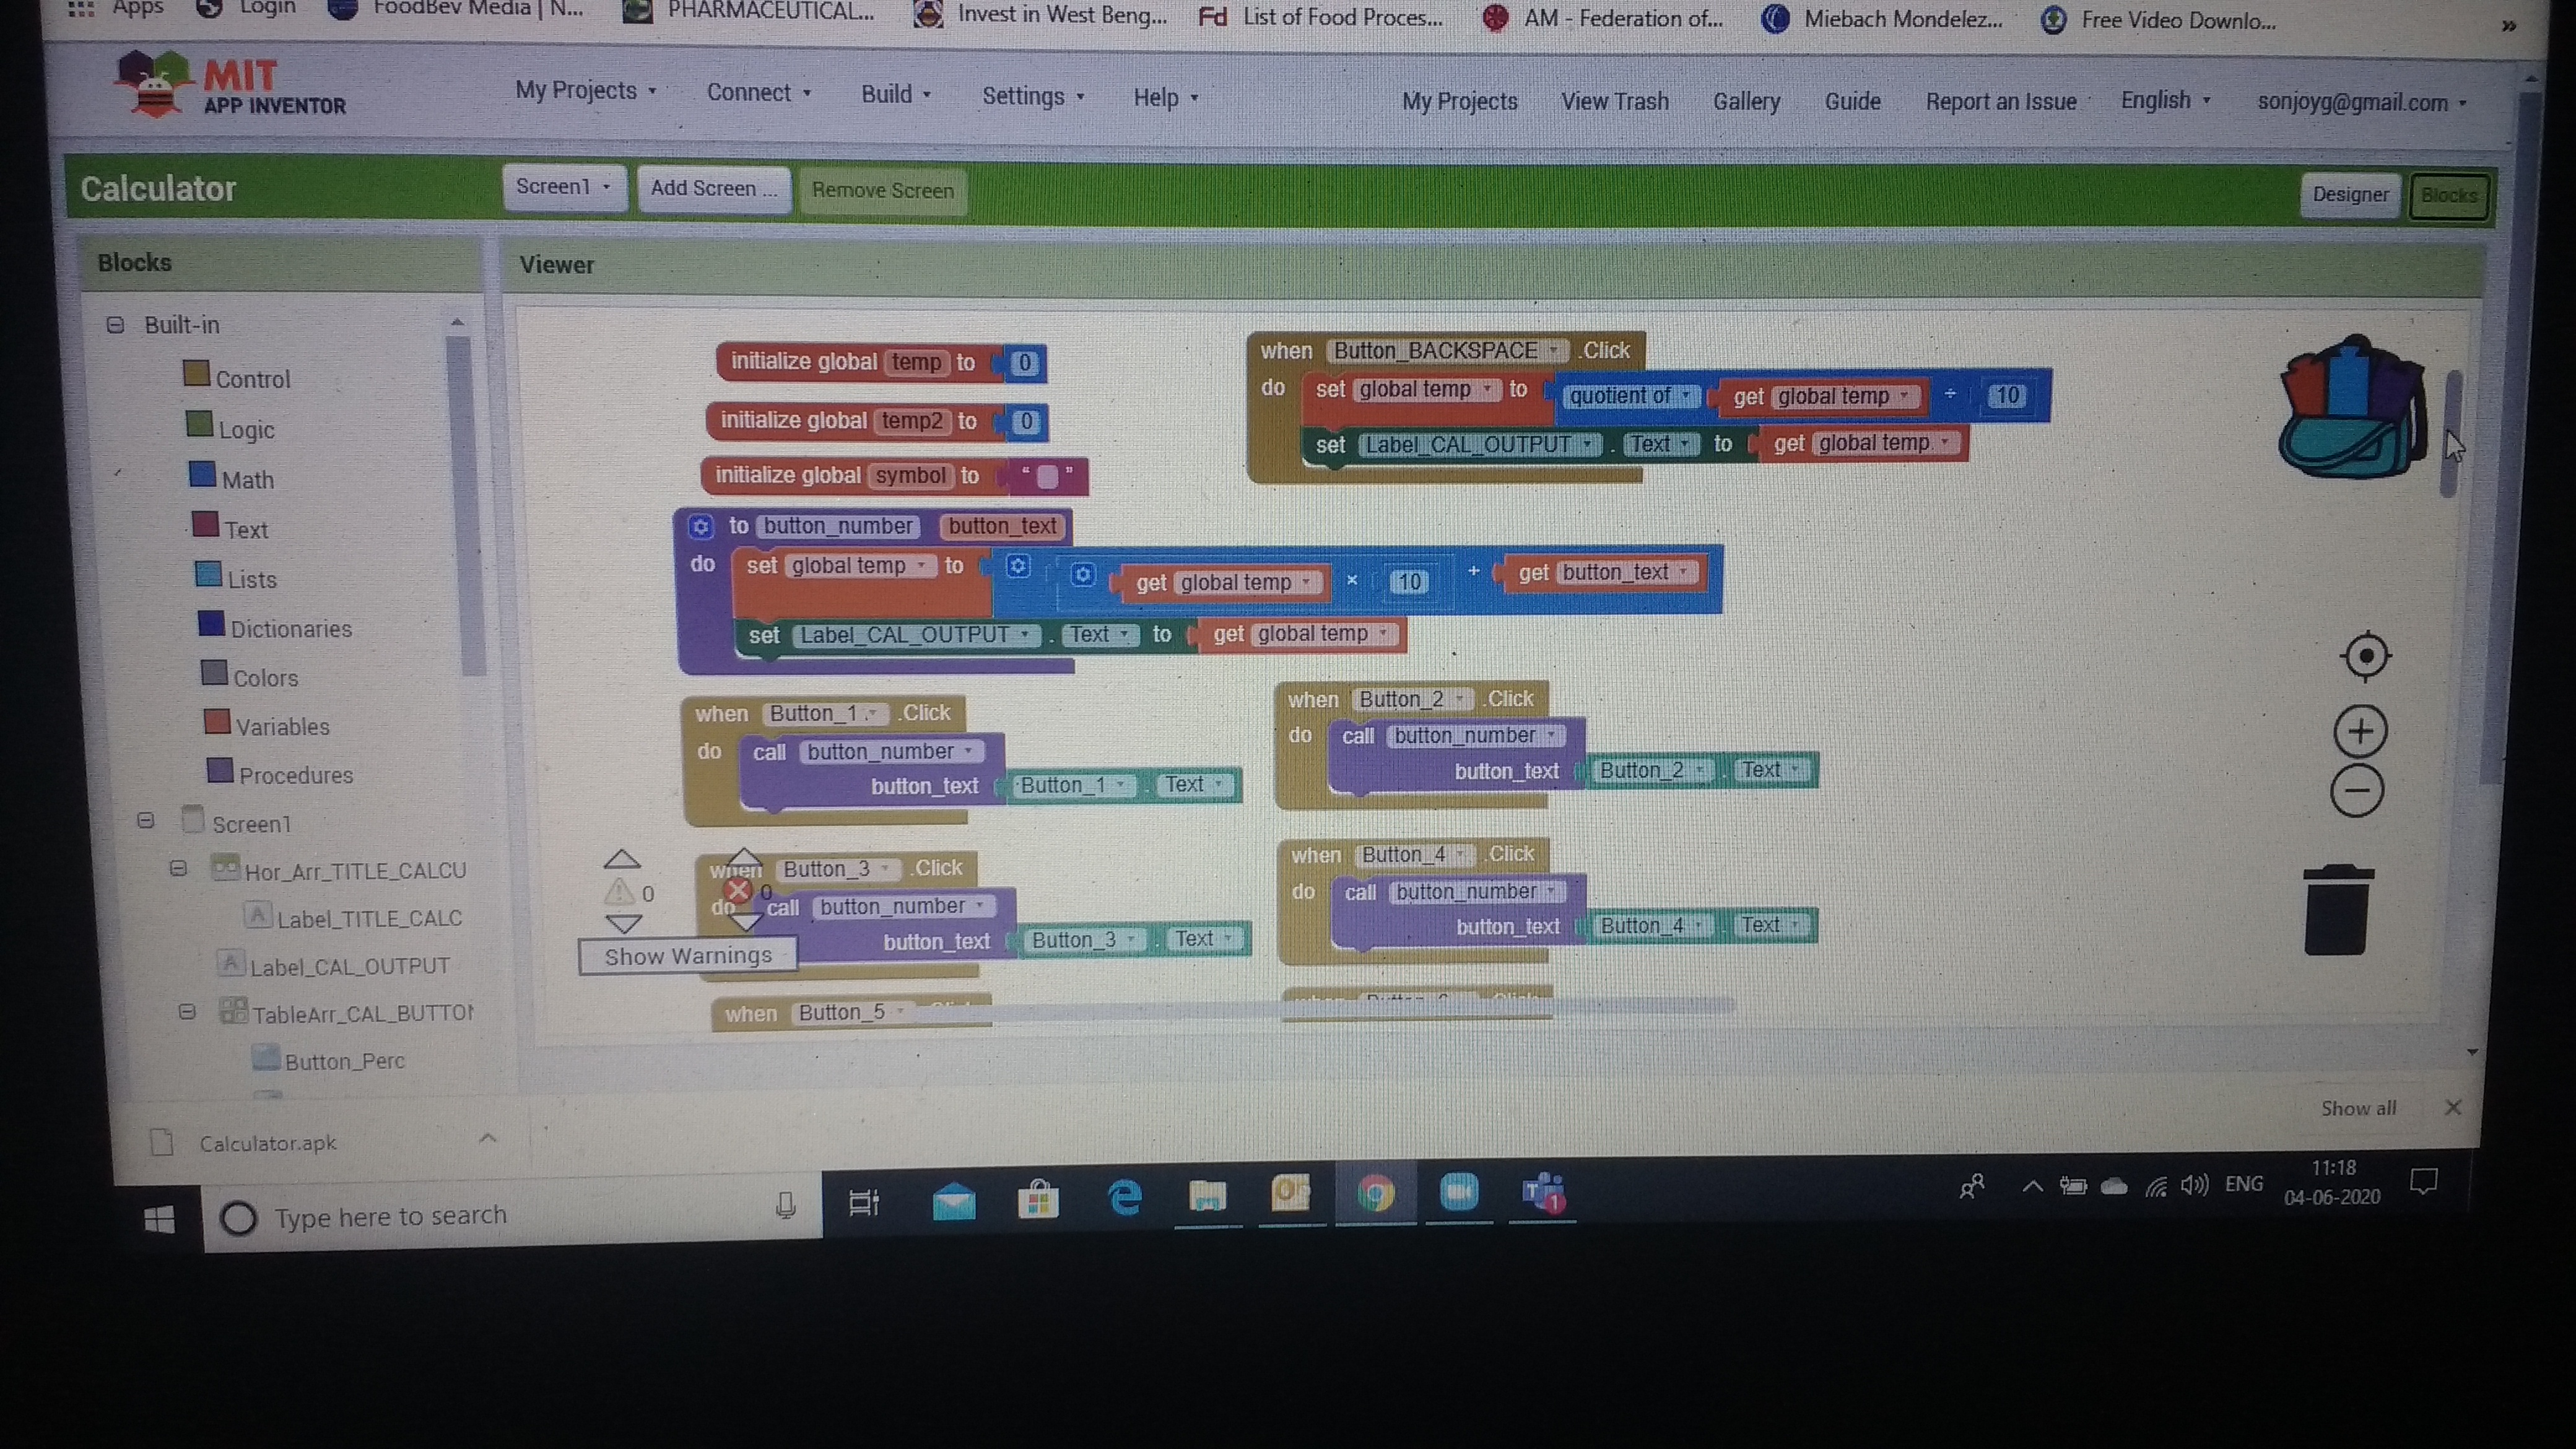 Apps Login FoodBev Media | N... PHARMACEUTICAL... Invest in West Beng... Fd List of Food Proces... AM - Federation of... Miebach Mondelez... Free Video Downlo... »
MIT
APP INVENTOR
My Projects Connect Build Settings Help My Projects View Trash Gallery Guide Report an Issue English sonjoyg@gmail.com
Calculator Screen1 Add Screen ... Remove Screen Designer Blocks
Blocks
Viewer
Built-in
Control
Logic
Math
Text
Lists
Dictionaries
Colors
Variables
Procedures
Screen1
Hor_Arr_TITLE_CALCU
Label_TITLE_CALC
Label_CAL_OUTPUT
TableArr_CAL_BUTTON
Button_Perc
initialize global temp to 0
initialize global temp2 to 0
initialize global symbol to “ ”
when Button_BACKSPACE .Click
do set global temp to quotient of get global temp ÷ 10
set Label_CAL_OUTPUT . Text to get global temp
to button_number button_text
do set global temp to get global temp × 10 + get button_text
set Label_CAL_OUTPUT . Text to get global temp
when Button_1 .Click
do call button_number
button_text Button_1 . Text
when Button_2 .Click
do call button_number
button_text Button_2 . Text
when Button_3 .Click
do call button_number
button_text Button_3 . Text
when Button_4 .Click
do call button_number
button_text Button_4 . Text
0 0
Show Warnings
when Button_5
Calculator.apk
Show all
Type here to search
T 1
ENG
11:18
04-06-2020